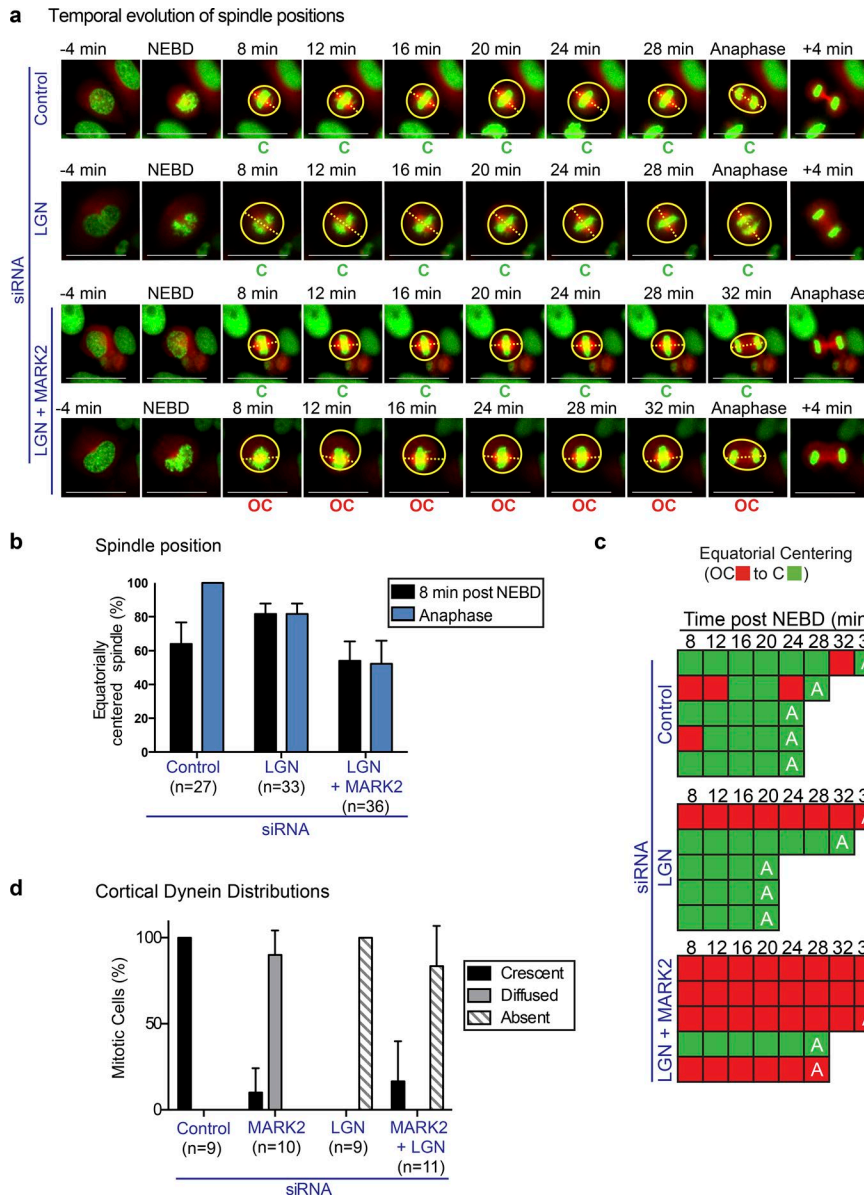 a Temporal evolution of spindle positions
-4 min NEBD 8 min 12 min 16 min 20 min 24 min 28 min Anaphase +4 min
Control
C C C C C C C
-4 min NEBD 8 min 12 min 16 min 20 min 24 min 28 min Anaphase +4 min
LGN
C C C C C C C
siRNA
-4 min NEBD 8 min 12 min 16 min 20 min 24 min 28 min 32 min Anaphase
LGN + MARK2
C C C C C C C
-4 min NEBD 8 min 12 min 16 min 24 min 28 min 32 min Anaphase +4 min
OC OC OC OC OC OC OC
b Spindle position
Equatorially
centered spindle (%)
100
80
60
40
20
0
8 min post NEBD
Anaphase
Control LGN LGN
+ MARK2
(n=27) (n=33) (n=36)
siRNA
c
Equatorial Centering
(OC to C )
Time post NEBD (min
8 12 16 20 24 28 32 3
Control
A
A
A
A
A
8 12 16 20 24 28 32 3
siRNA
LGN
A
A
A
A
A
8 12 16 20 24 28 32 3
LGN + MARK2
A
A
A
d Cortical Dynein Distributions
Mitotic Cells (%)
100
50
0
Crescent
Diffused
Absent
Control MARK2 LGN MARK2
+ LGN
(n=9) (n=10) (n=9) (n=11)
siRNA